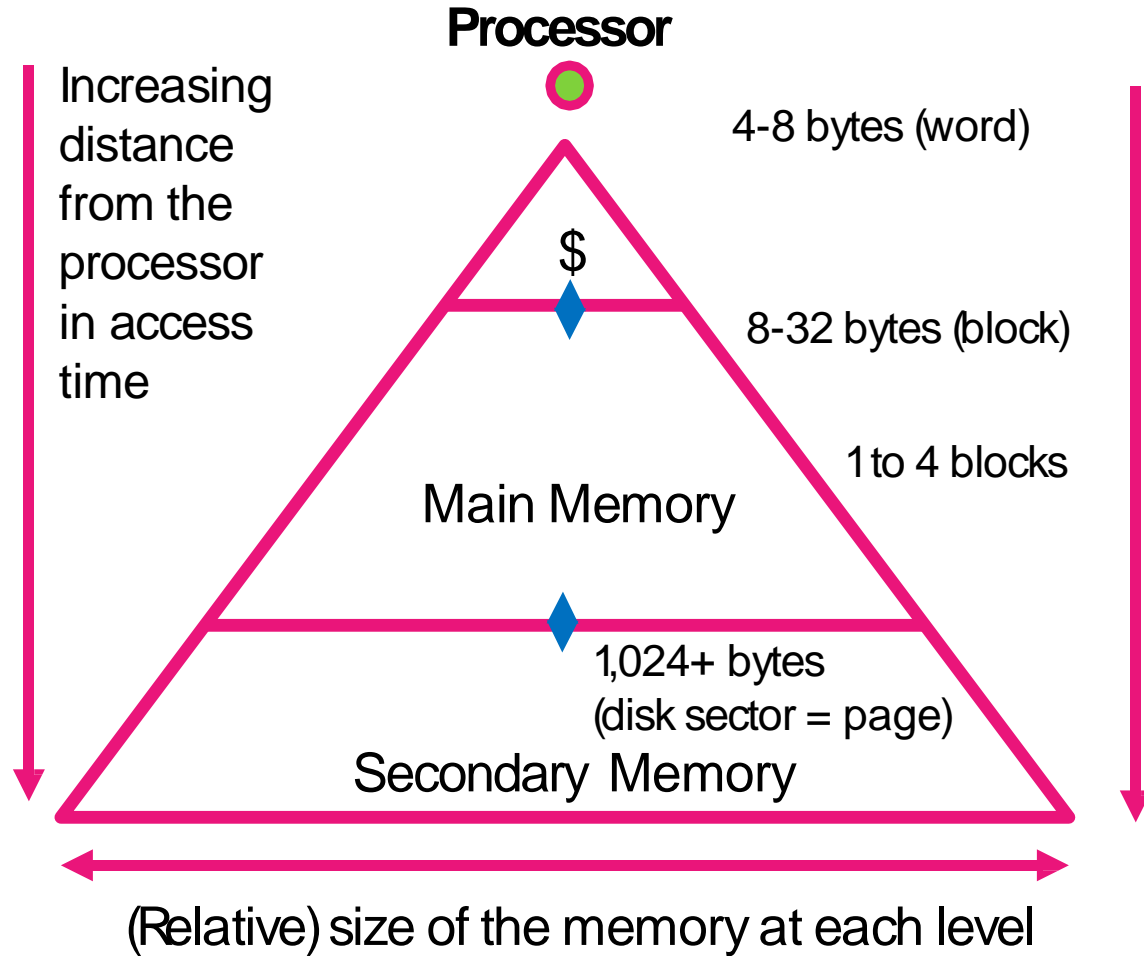 Processor
Increasing
distance
from the
processor
in access
time
4-8 bytes (word)
$
8-32 bytes (block)
1 to 4 blocks
Main Memory
1,024+ bytes
(disk sector = page)
Secondary Memory
(Relative) size of the memory at each level